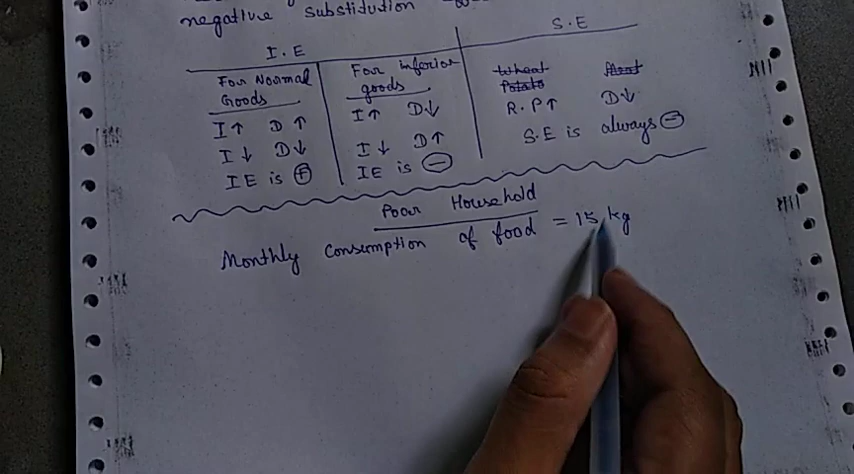 negative substitution
I.E S.E
For Normal Goods
I↑ D↑
I↓ D↓
IE is +
For inferior goods
I↑ D↓
I↓ D↑
IE is −
Wheat Meat
Potato
R.P↑ D↓
S.E is always −
Poor Household
Monthly Consumption of food = 15 kg